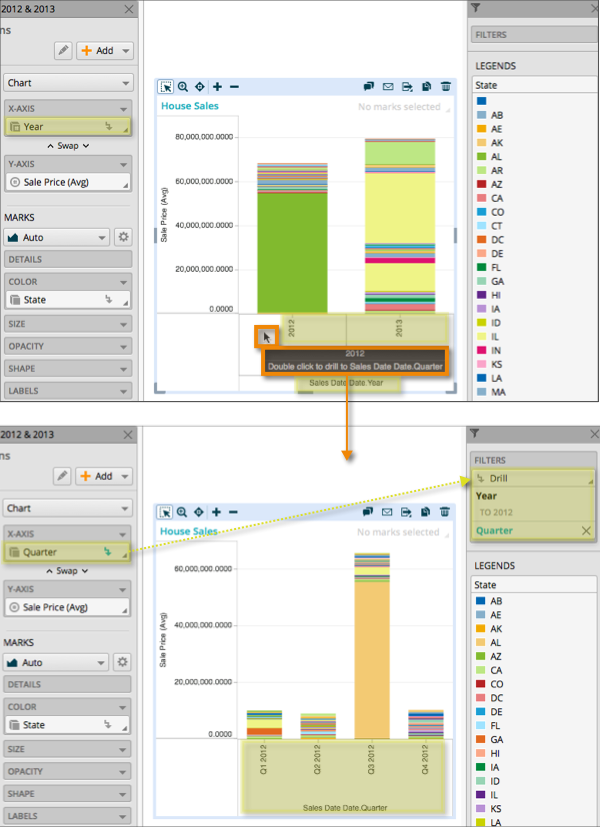 2012 & 2013
ns
Add
Chart
X-AXIS
Year
Swap
Y-AXIS
Sale Price (Avg)
MARKS
Auto
DETAILS
COLOR
State
SIZE
OPACITY
SHAPE
LABELS
House Sales
No marks selected
Sale Price (Avg)
80,000,000.0000
60,000,000.0000
40,000,000.0000
20,000,000.0000
0.0000
2012
2013
2012
Double click to drill to Sales Date Date.Quarter
Sales Date Date.Year
FILTERS
LEGENDS
State
AB
AE
AK
AL
AR
AZ
CA
CO
CT
DC
DE
FL
GA
HI
IA
ID
IL
IN
KS
LA
MA
2012 & 2013
ns
Add
Chart
X-AXIS
Quarter
Swap
Y-AXIS
Sale Price (Avg)
MARKS
Auto
DETAILS
COLOR
State
SIZE
OPACITY
SHAPE
LABELS
House Sales
No marks selected
Sale Price (Avg)
60,000,000.0000
40,000,000.0000
20,000,000.0000
0.0000
Q1 2012
Q2 2012
Q3 2012
Q4 2012
Sales Date Date.Quarter
FILTERS
Drill
Year
TO 2012
Quarter
LEGENDS
State
AB
AE
AK
AL
AZ
CA
CO
DC
DE
FL
GA
HI
IA
ID
IL
KS
LA